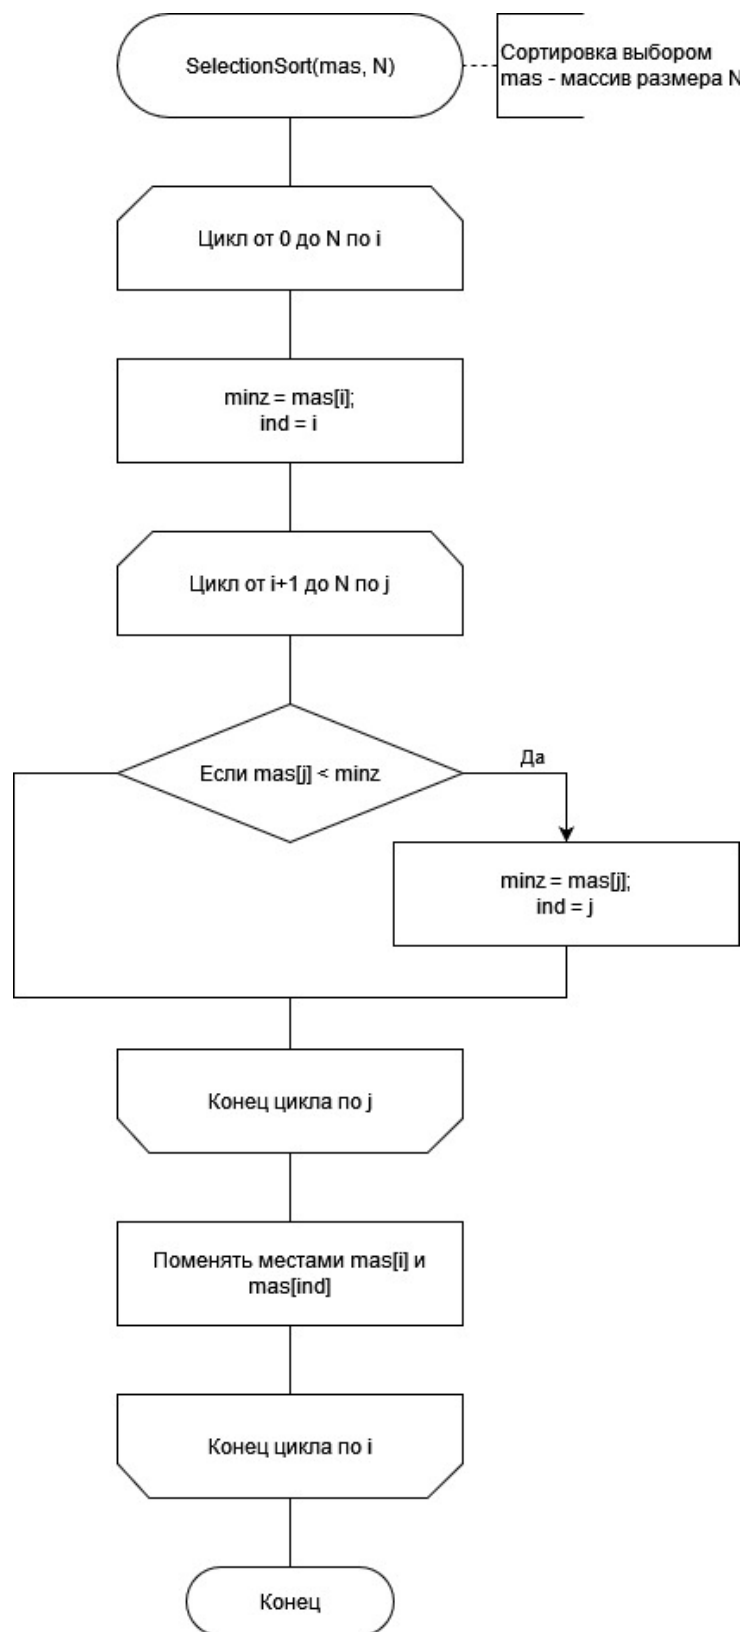 SelectionSort(mas, N)
Сортировка выбором
mas - массив размера N
Цикл от 0 до N по i
minz = mas[i];
ind = i
Цикл от i+1 до N по j
Если mas[j] < minz
Да
minz = mas[j];
ind = j
Конец цикла по j
Поменять местами mas[i] и
mas[ind]
Конец цикла по i
Конец